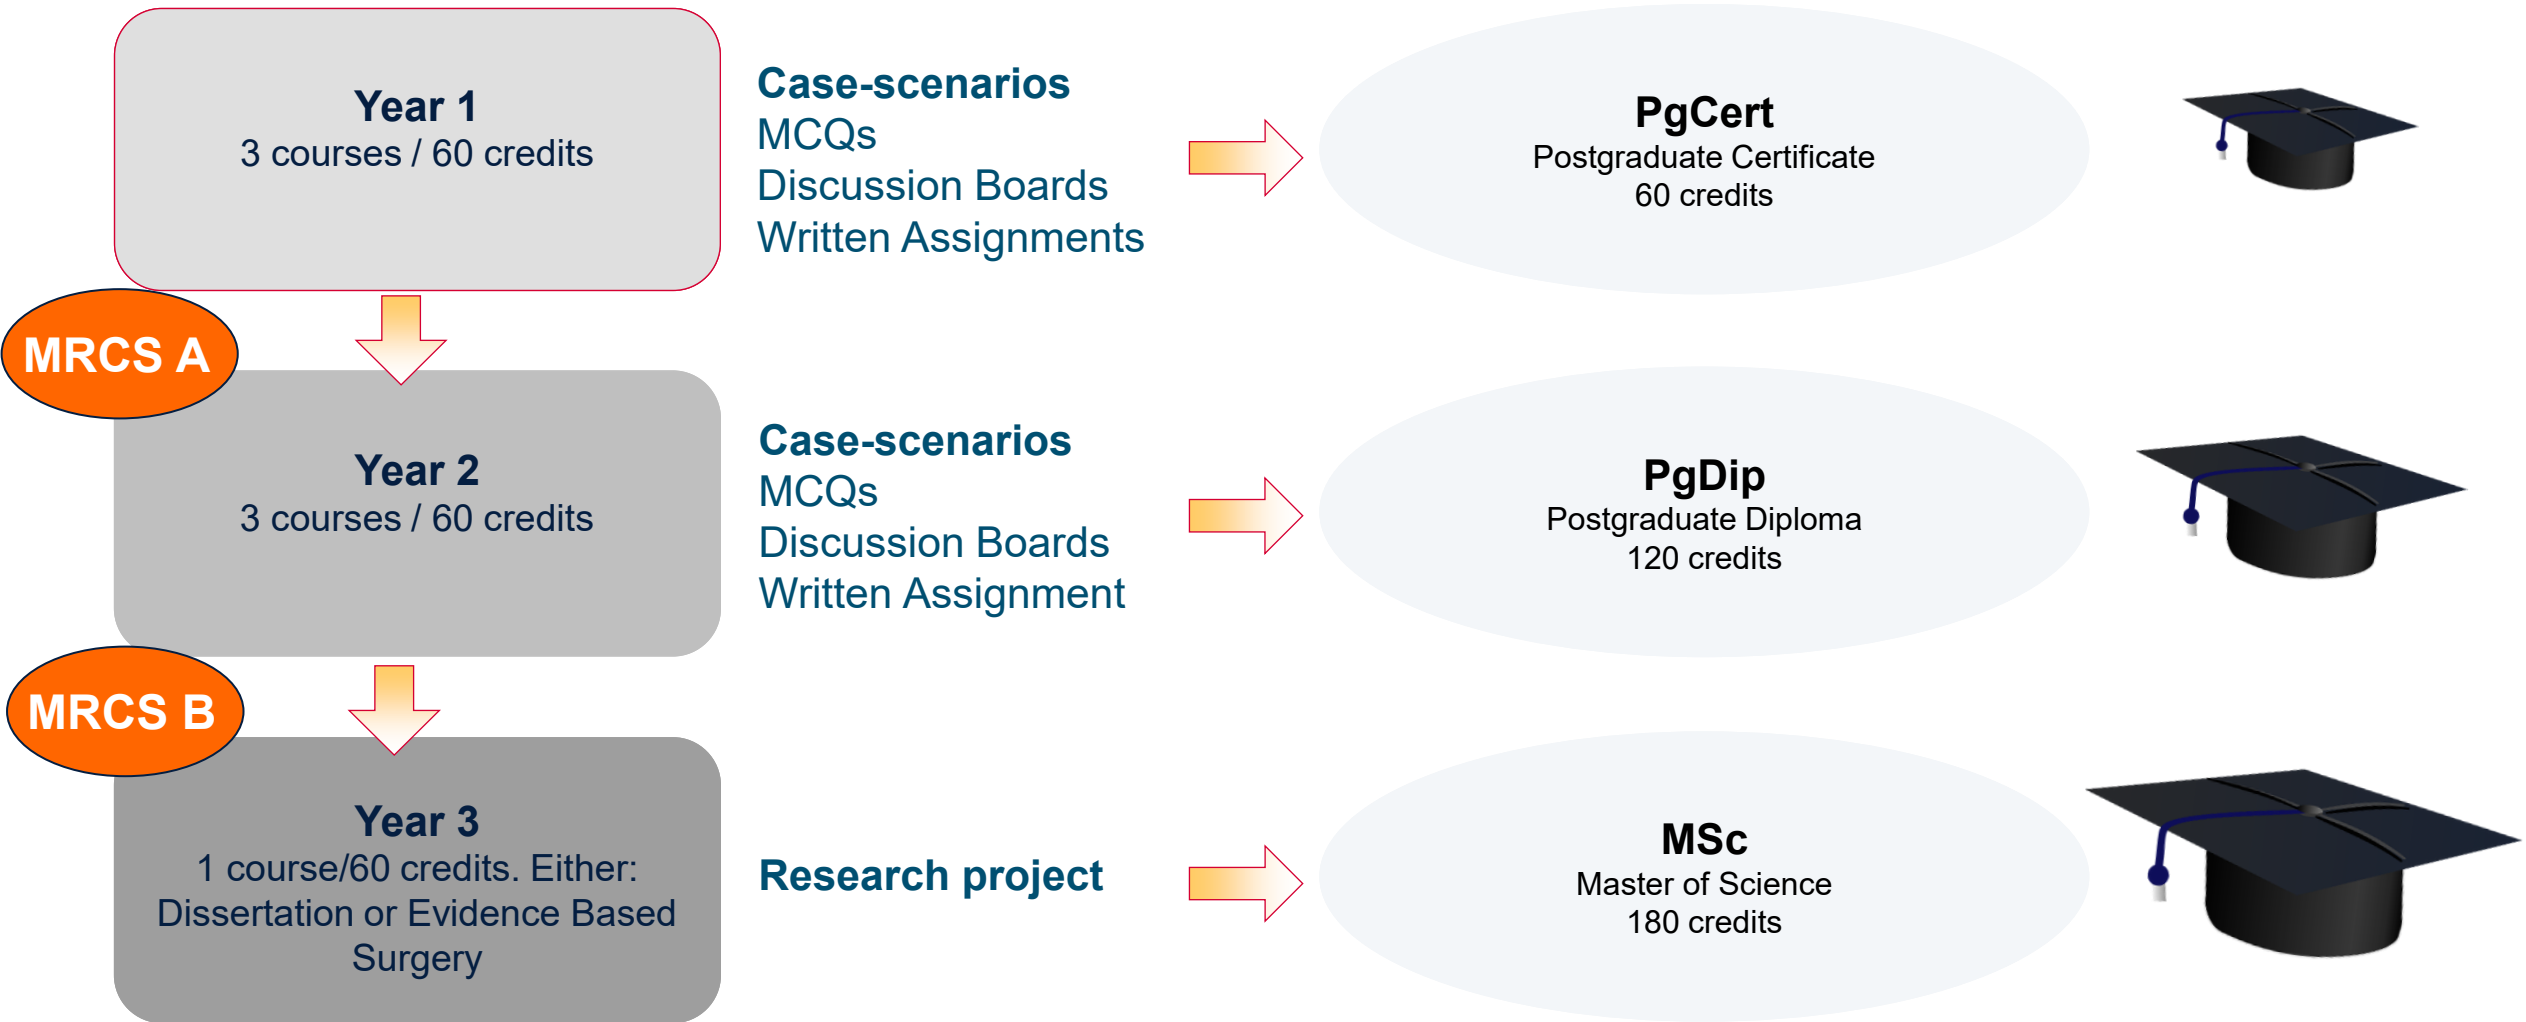 Year 1
3 courses / 60 credits
Case-scenarios
MCQs
Discussion Boards
Written Assignments
PgCert
Postgraduate Certificate
60 credits
MRCS A
Year 2
3 courses / 60 credits
Case-scenarios
MCQs
Discussion Boards
Written Assignment
PgDip
Postgraduate Diploma
120 credits
MRCS B
Year 3
1 course/60 credits. Either:
Dissertation or Evidence Based
Surgery
Research project
MSc
Master of Science
180 credits